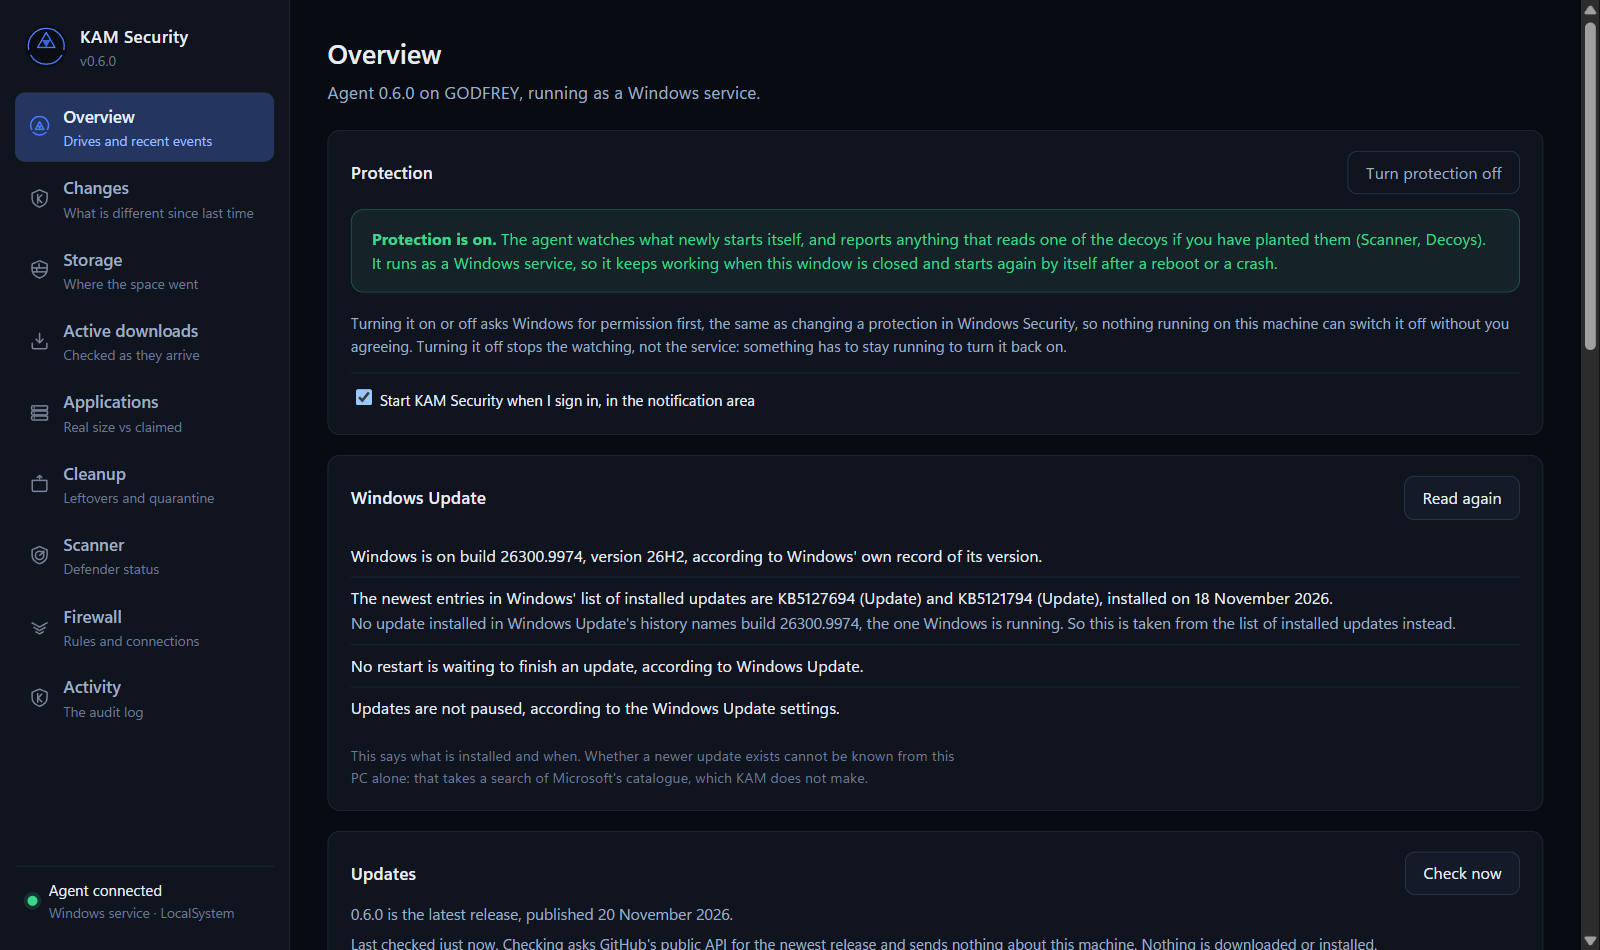 KAM Security
v0.6.0
Overview
Drives and recent events
Changes
What is different since last time
Storage
Where the space went
Active downloads
Checked as they arrive
Applications
Real size vs claimed
Cleanup
Leftovers and quarantine
Scanner
Defender status
Firewall
Rules and connections
Activity
The audit log
Agent connected
Windows service · LocalSystem
Overview
Agent 0.6.0 on GODFREY, running as a Windows service.
Protection
Turn protection off
Protection is on. The agent watches what newly starts itself, and reports anything that reads one of the decoys if you have planted them (Scanner, Decoys).
It runs as a Windows service, so it keeps working when this window is closed and starts again by itself after a reboot or a crash.
Turning it on or off asks Windows for permission first, the same as changing a protection in Windows Security, so nothing running on this machine can switch it off without you
agreeing. Turning it off stops the watching, not the service: something has to stay running to turn it back on.
Start KAM Security when I sign in, in the notification area
Windows Update
Read again
Windows is on build 26300.9974, version 26H2, according to Windows' own record of its version.
The newest entries in Windows' list of installed updates are KB5127694 (Update) and KB5121794 (Update), installed on 18 November 2026.
No update installed in Windows Update's history names build 26300.9974, the one Windows is running. So this is taken from the list of installed updates instead.
No restart is waiting to finish an update, according to Windows Update.
Updates are not paused, according to the Windows Update settings.
This says what is installed and when. Whether a newer update exists cannot be known from this
PC alone: that takes a search of Microsoft's catalogue, which KAM does not make.
Updates
Check now
0.6.0 is the latest release, published 20 November 2026.
Last checked just now. Checking asks GitHub's public API for the newest release and sends nothing about this machine. Nothing is downloaded or installed.